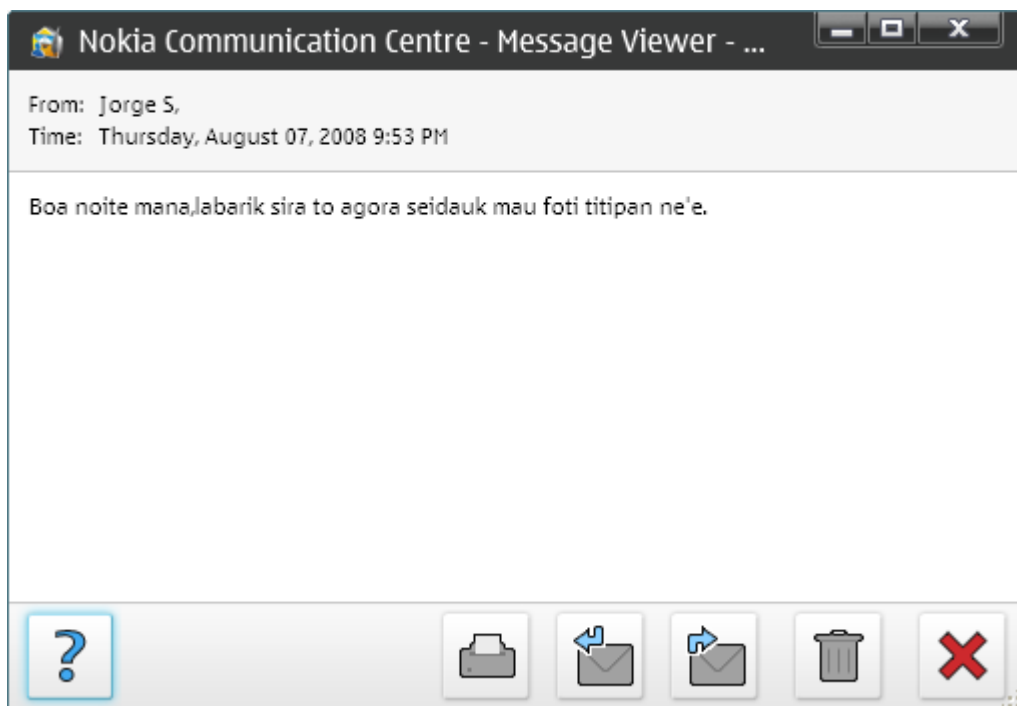 Nokia Communication Centre - Message Viewer - ...
From: Jorge S,
Time: Thursday, August 07, 2008 9:53 PM
Boa noite mana,labarik sira to agora seidauk mau foti titipan ne'e.